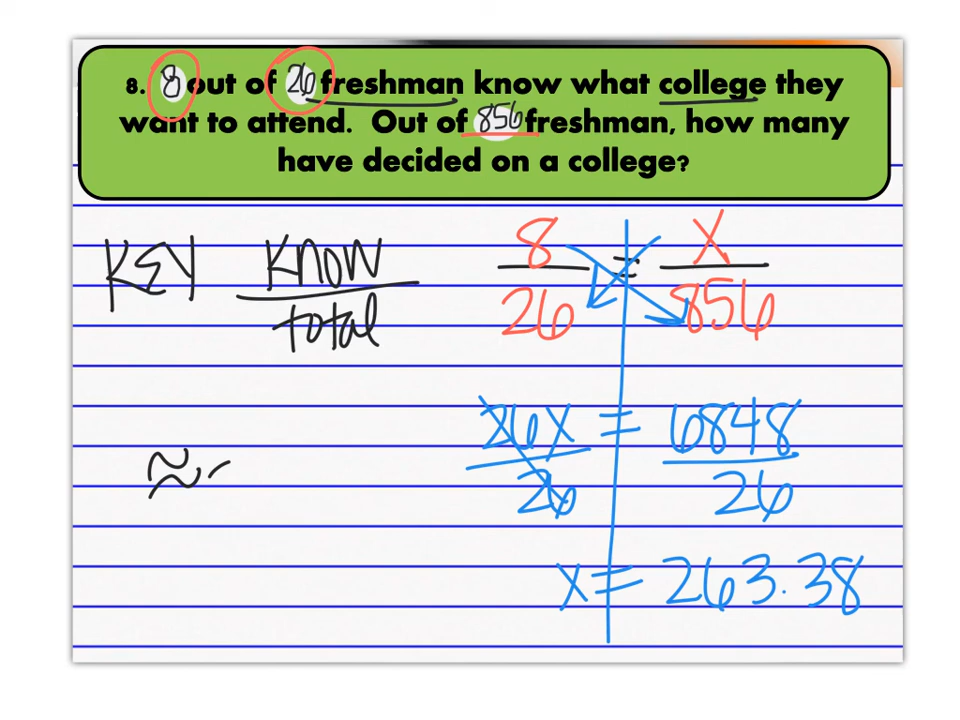 8. 8 out of 26 freshman know what college they
want to attend. Out of 856 freshman, how many
have decided on a college?
KEY know/total 8/26 = x/856
26x/26 = 6848/26
≈
x = 263.38